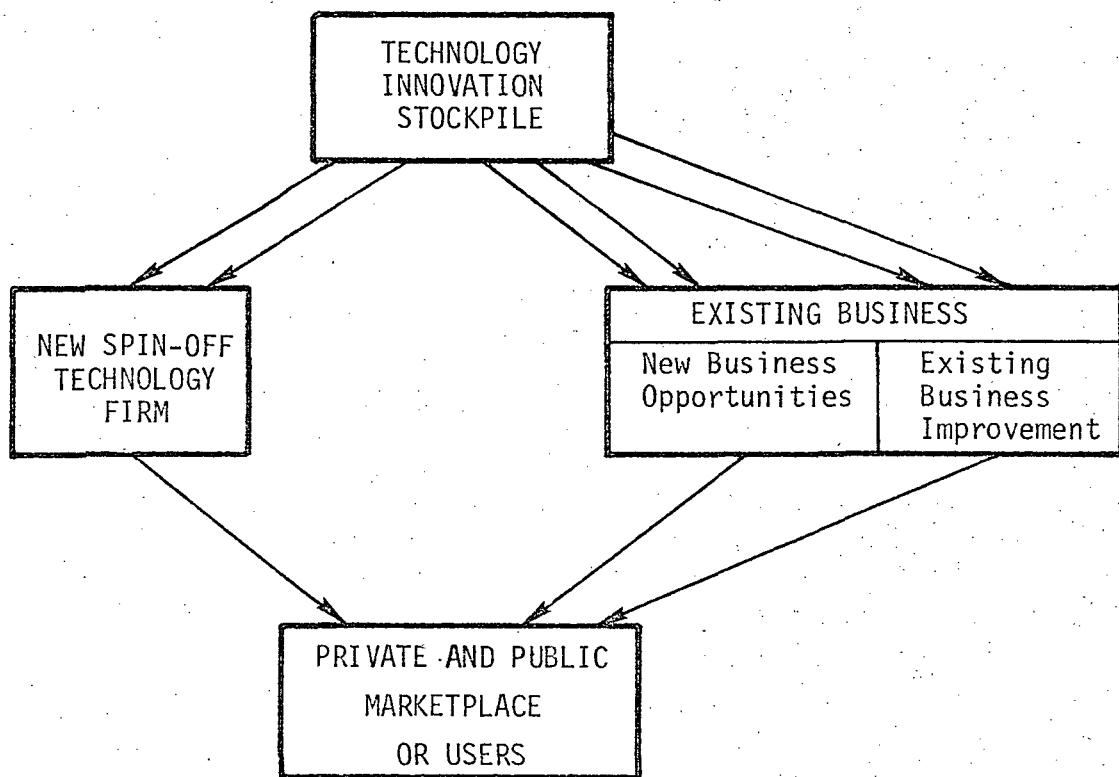 TECHNOLOGY
INNOVATION
STOCKPILE
NEW SPIN-OFF
TECHNOLOGY
FIRM
EXISTING BUSINESS
New Business
Opportunities
Existing
Business
Improvement
PRIVATE AND PUBLIC
MARKETPLACE
OR USERS